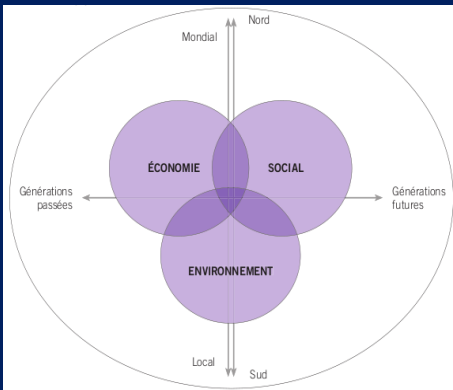 Nord
Mondial
ÉCONOMIE
SOCIAL
Générations
passées
Générations
futures
ENVIRONNEMENT
Local
Sud